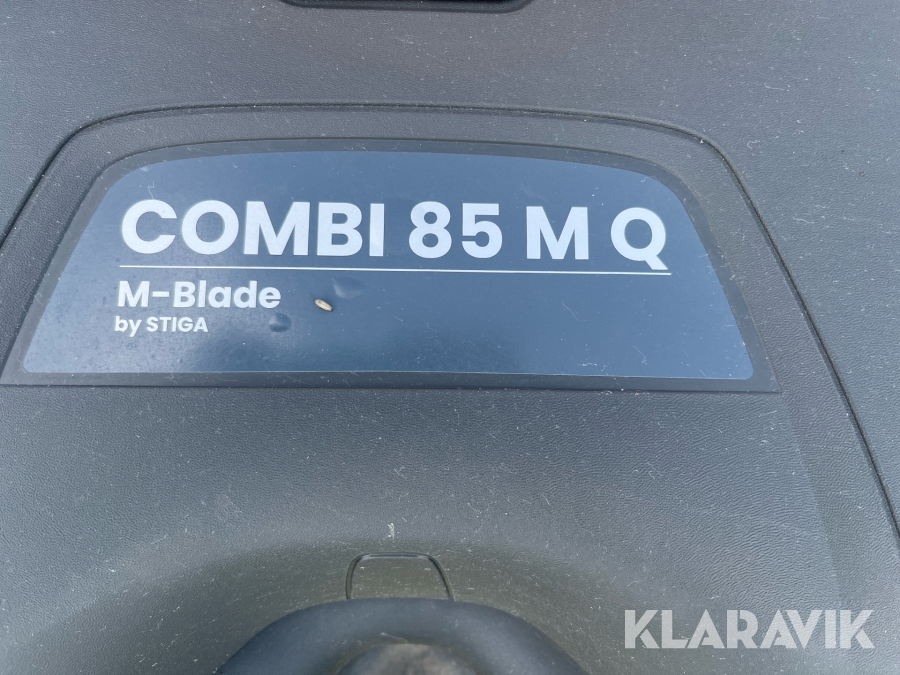 COMBI 85 M Q
M-Blade
by STIGA
KLARAVIK